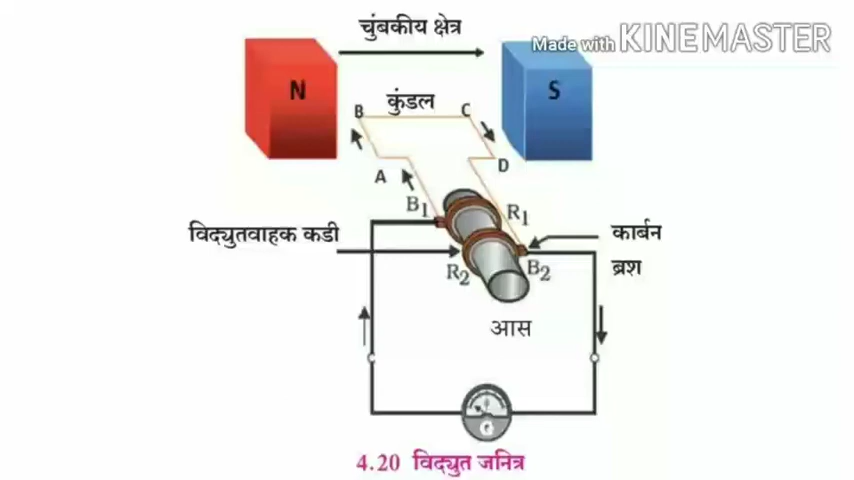 चुंबकीय क्षेत्र
Made with KINEMASTER
N
S
B
कुंडल
C
A
D
B₁
R₁
विद्युतवाहक कडी
कार्बन
ब्रश
R₂
B₂
आस
G
4.20 विद्युत जनित्र